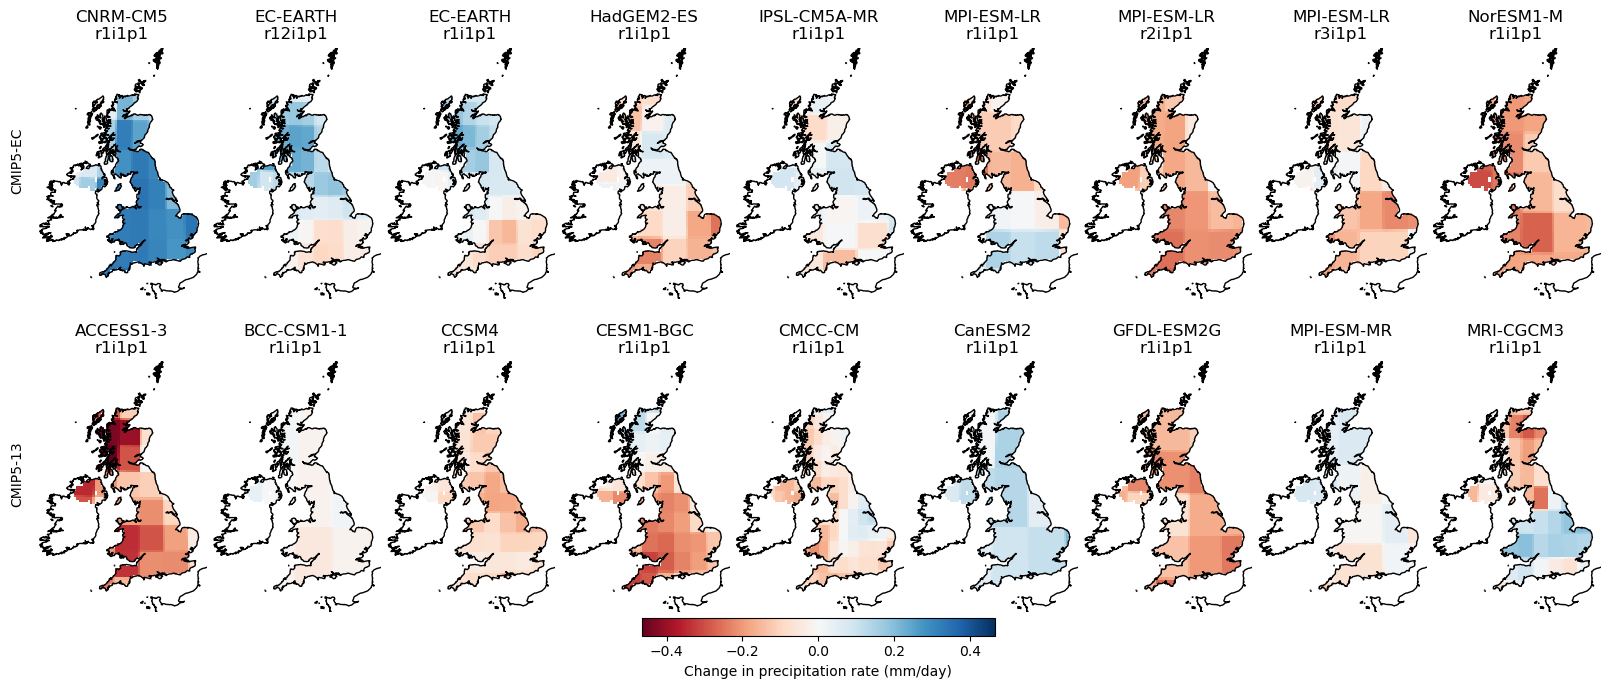 CNRM-CM5 EC-EARTH EC-EARTH HadGEM2-ES IPSL-CM5A-MR MPI-ESM-LR MPI-ESM-LR MPI-ESM-LR NorESM1-M
r1i1p1 r12i1p1 r1i1p1 r1i1p1 r1i1p1 r1i1p1 r2i1p1 r3i1p1 r1i1p1
CMIP5-EC
ACCESS1-3 BCC-CSM1-1 CCSM4 CESM1-BGC CMCC-CM CanESM2 GFDL-ESM2G MPI-ESM-MR MRI-CGCM3
r1i1p1 r1i1p1 r1i1p1 r1i1p1 r1i1p1 r1i1p1 r1i1p1 r1i1p1 r1i1p1
CMIP5-13
−0.4 −0.2 0.0 0.2 0.4
Change in precipitation rate (mm/day)